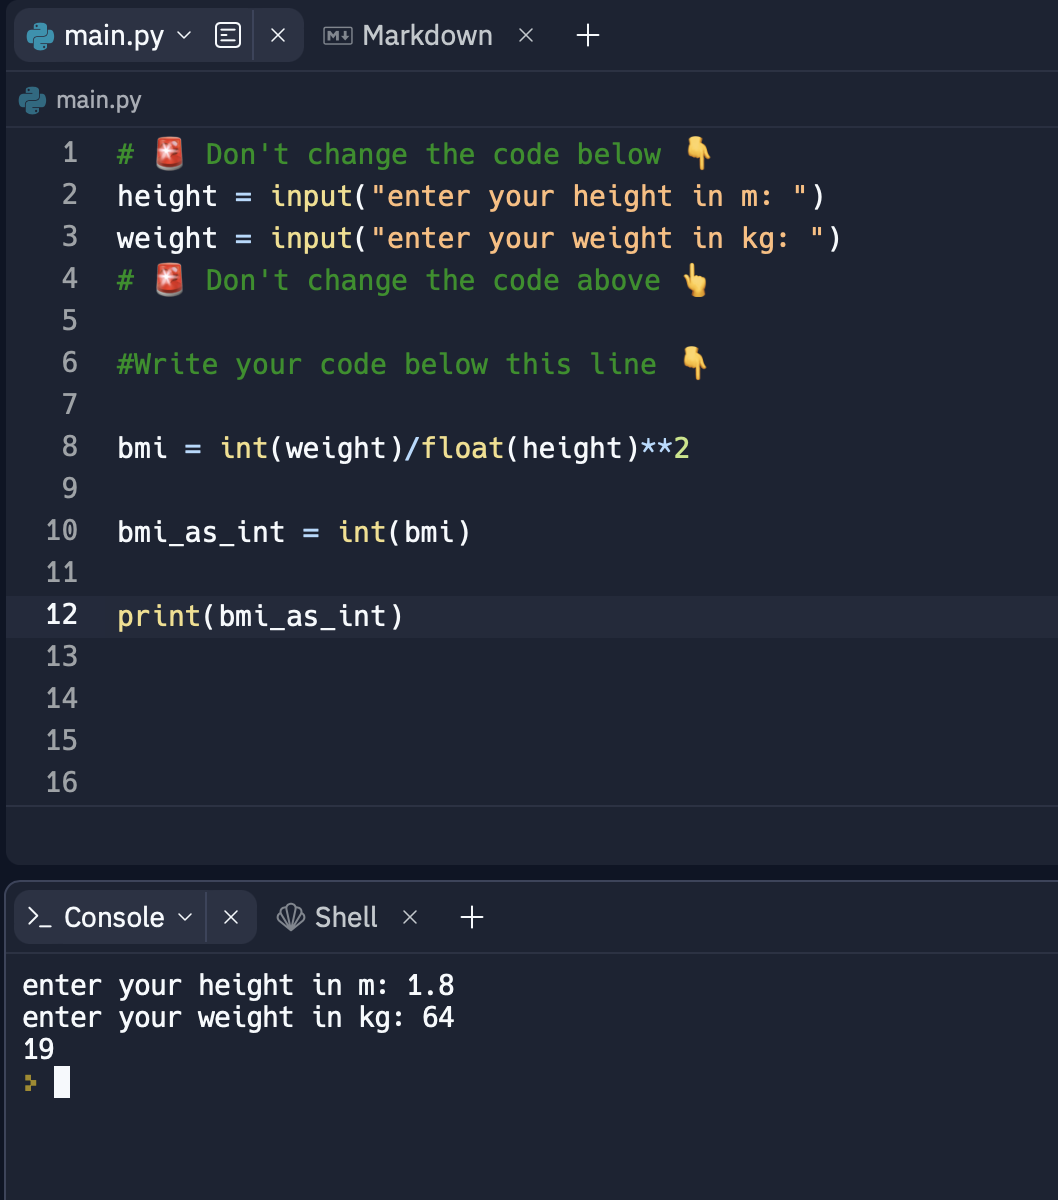 main.py Markdown
main.py
1 # 🚨 Don't change the code below 👇
2 height = input("enter your height in m: ")
3 weight = input("enter your weight in kg: ")
4 # 🚨 Don't change the code above 👆
5
6 #Write your code below this line 👇
7
8 bmi = int(weight)/float(height)**2
9
10 bmi_as_int = int(bmi)
11
12 print(bmi_as_int)
13
14
15
16
>_ Console Shell
enter your height in m: 1.8
enter your weight in kg: 64
19